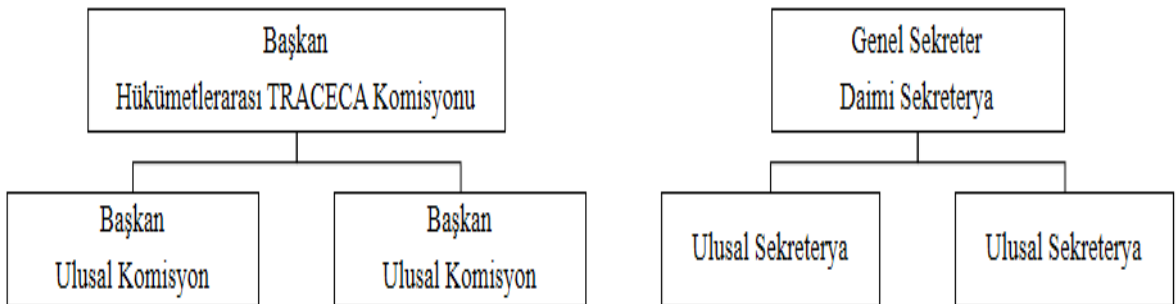 Başkan
Hükümetlerarası TRACECA Komisyonu
Genel Sekreter
Daimi Sekreterya
Başkan
Ulusal Komisyon
Başkan
Ulusal Komisyon
Ulusal Sekreterya
Ulusal Sekreterya